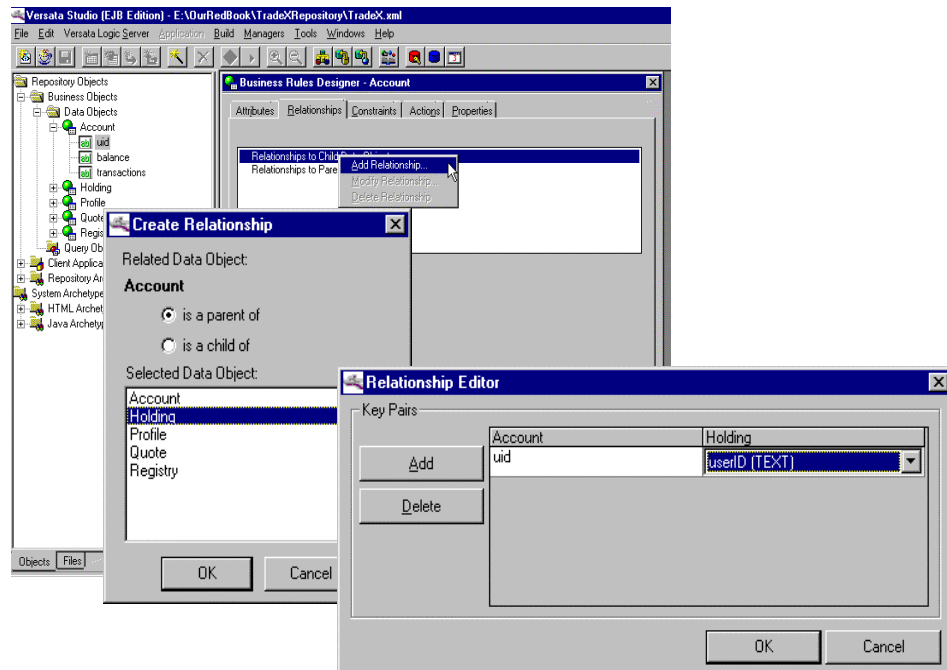 Versata Studio (EJB Edition) - E:\OurRedBook\TradeXRepository\TradeX.xml
File Edit Versata Logic Server Application Build Managers Tools Windows Help
Repository Objects
Business Objects
Data Objects
Account
uid
balance
transactions
Holding
Profile
Quote
Regis
Query Ob
Client Applica
Repository Ar
System Archetype
HTML Archet
Java Archety
Objects Files
Business Rules Designer - Account
Attributes Relationships Constraints Actions Properties
Relationships to Child
Relationships to Pare
Add Relationship...
Modify Relationship...
Delete Relationship
Create Relationship
Related Data Object:
Account
is a parent of
is a child of
Selected Data Object:
Account
Holding
Profile
Quote
Registry
OK Cancel
Relationship Editor
Key Pairs
Account Holding
Add uid userID (TEXT)
Delete
OK Cancel